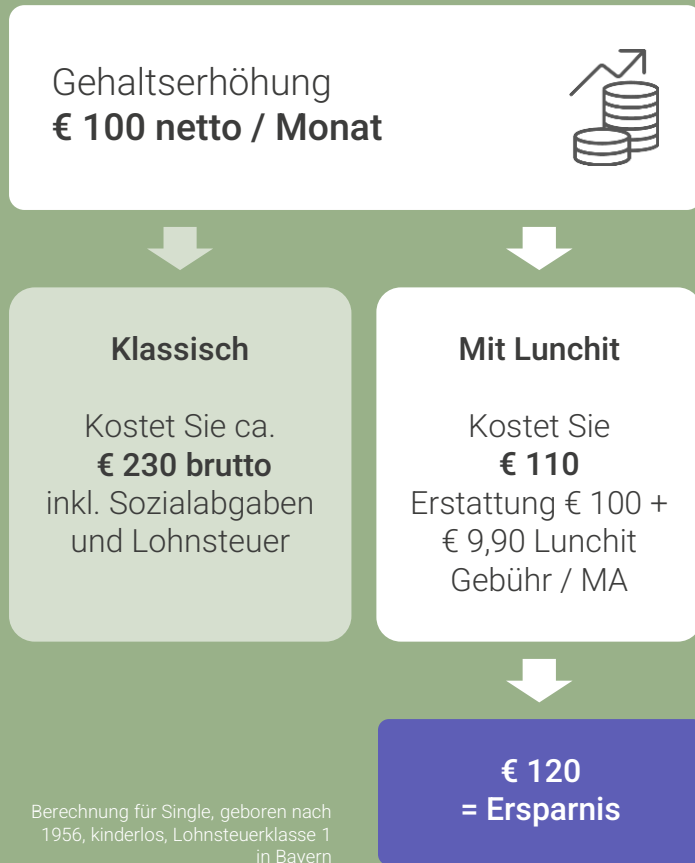 Gehaltserhöhung
€ 100 netto / Monat
Klassisch
Kostet Sie ca.
€ 230 brutto
inkl. Sozialabgaben
und Lohnsteuer
Mit Lunchit
Kostet Sie
€ 110
Erstattung € 100 +
€ 9,90 Lunchit
Gebühr / MA
€ 120
= Ersparnis
Berechnung für Single, geboren nach
1956, kinderlos, Lohnsteuerklasse 1
in Bayern